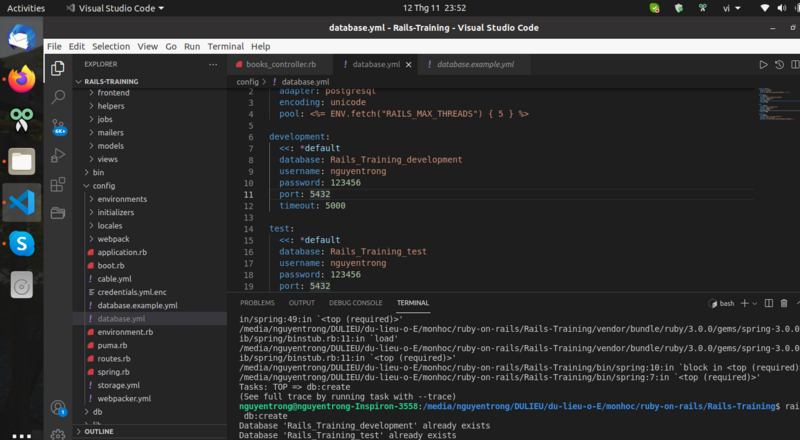 Activities
Visual Studio Code
12 Thg 11 23:52
vi
database.yml - Rails-Training - Visual Studio Code
File Edit Selection View Go Run Terminal Help
EXPLORER
RAILS-TRAINING
frontend
helpers
jobs
mailers
models
views
bin
config
environments
initializers
locales
webpack
application.rb
boot.rb
cable.yml
credentials.yml.enc
database.example.yml
database.yml
environment.rb
puma.rb
routes.rb
spring.rb
storage.yml
webpacker.yml
db
OUTLINE
6K+
1
books_controller.rb
database.yml
database.example.yml
config > database.yml
2 adapter: postgresql
3 encoding: unicode
4 pool: <%= ENV.fetch("RAILS_MAX_THREADS") { 5 } %>
5
6 development:
7 <<: *default
8 database: Rails_Training_development
9 username: nguyentrong
10 password: 123456
11 port: 5432
12 timeout: 5000
13
14 test:
15 <<: *default
16 database: Rails_Training_test
17 username: nguyentrong
18 password: 123456
19 port: 5432
PROBLEMS OUTPUT DEBUG CONSOLE TERMINAL
bash
in/spring:49:in `<top (required)>'
/media/nguyentrong/DULIEU/du-lieu-o-E/monhoc/ruby-on-rails/Rails-Training/vendor/bundle/ruby/3.0.0/gems/spring-3.0.0
ib/spring/binstub.rb:11:in `load'
/media/nguyentrong/DULIEU/du-lieu-o-E/monhoc/ruby-on-rails/Rails-Training/vendor/bundle/ruby/3.0.0/gems/spring-3.0.0
ib/spring/binstub.rb:11:in `<top (required)>'
/media/nguyentrong/DULIEU/du-lieu-o-E/monhoc/ruby-on-rails/Rails-Training/bin/spring:10:in `block in <top (required)
/media/nguyentrong/DULIEU/du-lieu-o-E/monhoc/ruby-on-rails/Rails-Training/bin/spring:7:in `<top (required)>'
Tasks: TOP => db:create
(See full trace by running task with --trace)
nguyentrong@nguyentrong-Inspiron-3558:/media/nguyentrong/DULIEU/du-lieu-o-E/monhoc/ruby-on-rails/Rails-Training$ rai
db:create
Database 'Rails_Training_development' already exists
Database 'Rails_Training_test' already exists